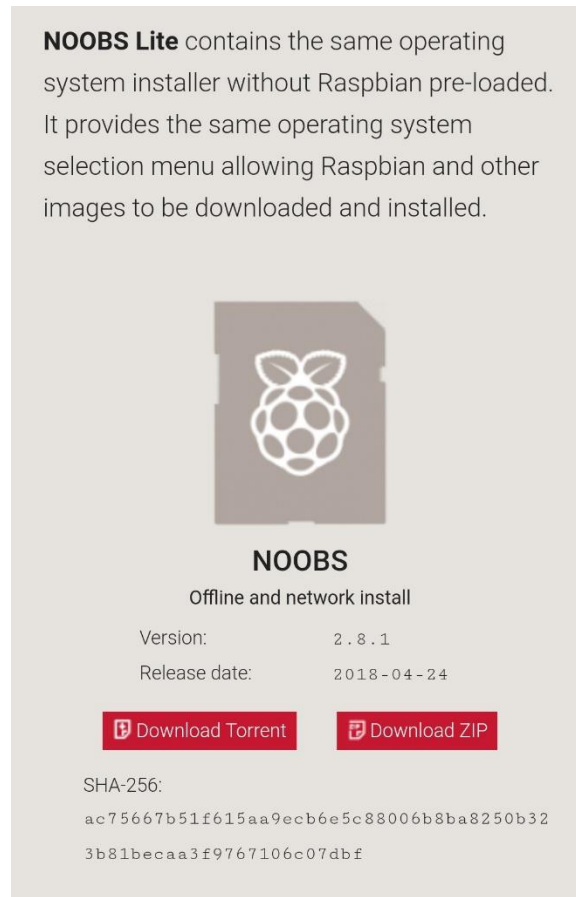 NOOBS Lite contains the same operating
system installer without Raspbian pre-loaded.
It provides the same operating system
selection menu allowing Raspbian and other
images to be downloaded and installed.
NOOBS
Offline and network install
Version: 2.8.1
Release date: 2018-04-24
Download Torrent Download ZIP
SHA-256:
ac75667b51f615aa9ecb6e5c88006b8ba8250b32
3b81becaa3f9767106c07dbf